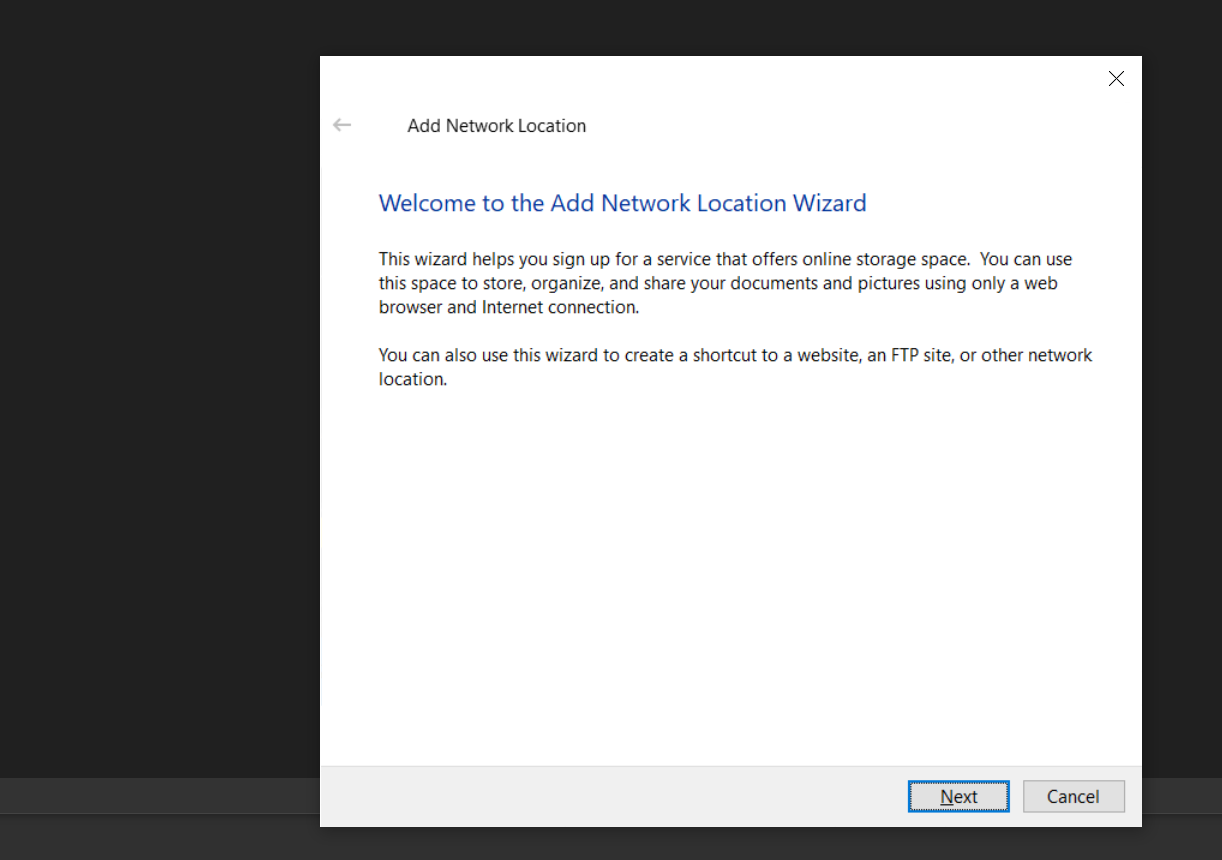 Add Network Location
Welcome to the Add Network Location Wizard
This wizard helps you sign up for a service that offers online storage space.  You can use
this space to store, organize, and share your documents and pictures using only a web
browser and Internet connection.
You can also use this wizard to create a shortcut to a website, an FTP site, or other network
location.
Next
Cancel